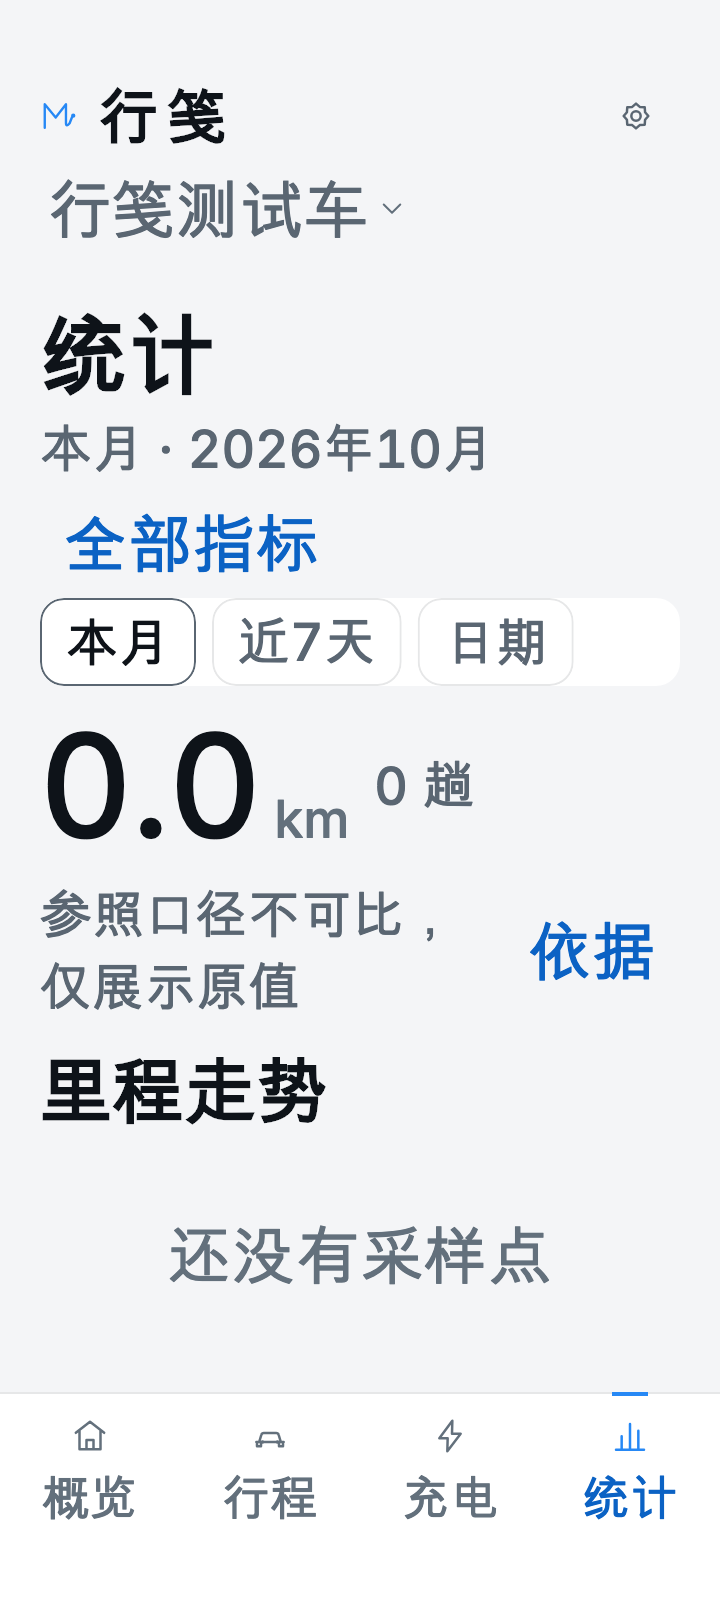 行笺
行笺测试车
统计
本月 · 2026年10月
全部指标
本月 近7天 日期
0.0 km 0 趟
参照口径不可比，
仅展示原值
依据
里程走势
还没有采样点
概览 行程 充电 统计